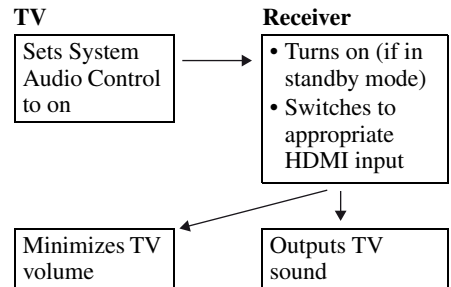 TV
Sets System
Audio Control
to on
Receiver
• Turns on (if in
standby mode)
• Switches to
appropriate
HDMI input
Minimizes TV
volume
Outputs TV
sound